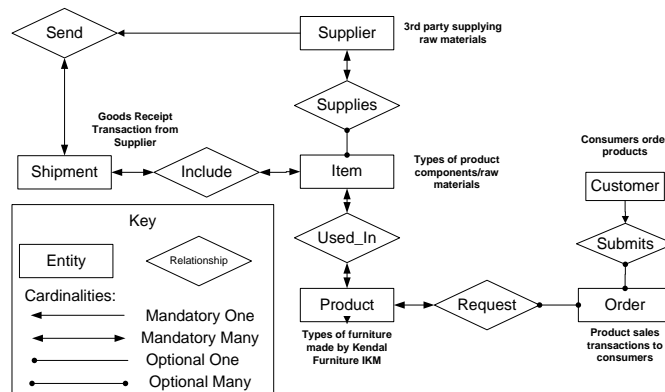 Send
Supplier
3rd party supplying
raw materials
Supplies
Goods Receipt
Transaction from
Supplier
Shipment
Include
Item
Types of product
components/raw
materials
Consumers order
products
Customer
Submits
Used_In
Product
Request
Order
Types of furniture
made by Kendal
Furniture IKM
Product sales
transactions to
consumers
Key
Entity
Relationship
Cardinalities:
Mandatory One
Mandatory Many
Optional One
Optional Many